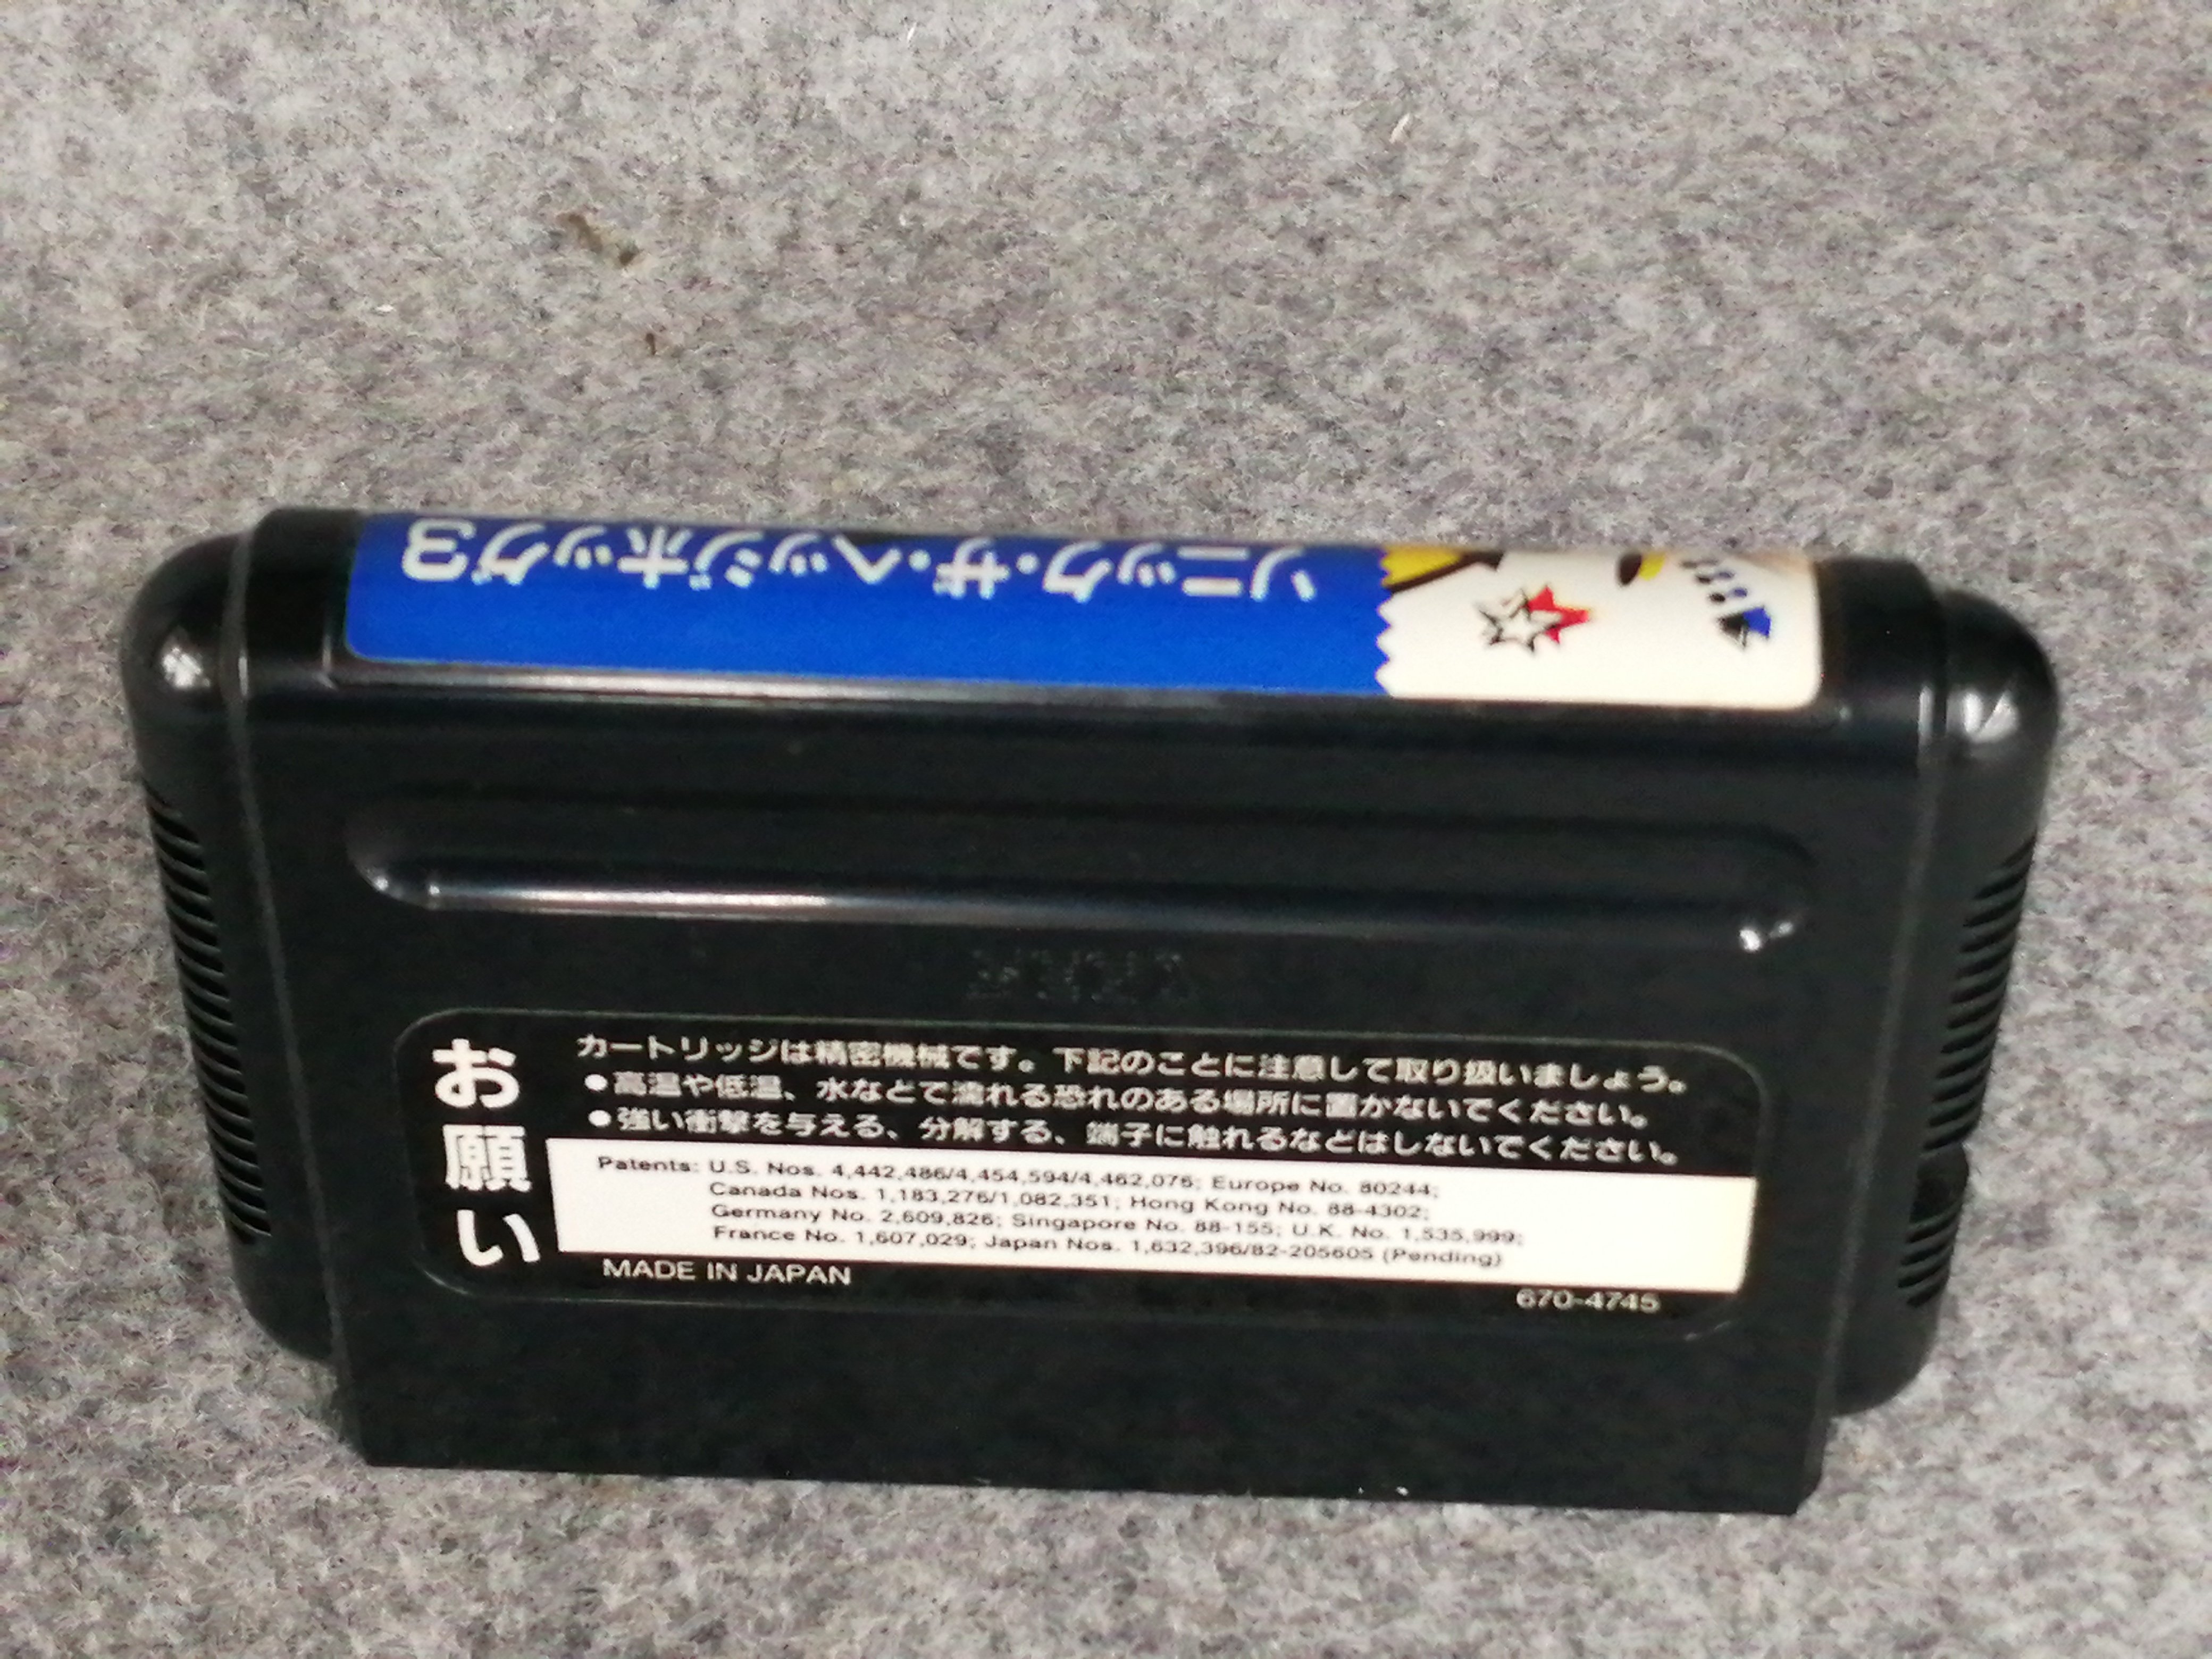 ソニック・ザ・ヘッジホッグ3
SEGA
お願い
カートリッジは精密機械です。下記のことに注意して取り扱いましょう。
●高温や低温、水などで濡れる恐れのある場所に置かないでください。
●強い衝撃を与える、分解する、端子に触れるなどはしないでください。
Patents: U.S. Nos. 4,442,486/4,454,594/4,462,076; Europe No. 80244;
Canada Nos. 1,183,276/1,082,351; Hong Kong No. 88-4302;
Germany No. 2,609,826; Singapore No. 88-155; U.K. No. 1,535,999;
France No. 1,607,029; Japan Nos. 1,632,396/82-205605 (Pending)
MADE IN JAPAN
670-4745